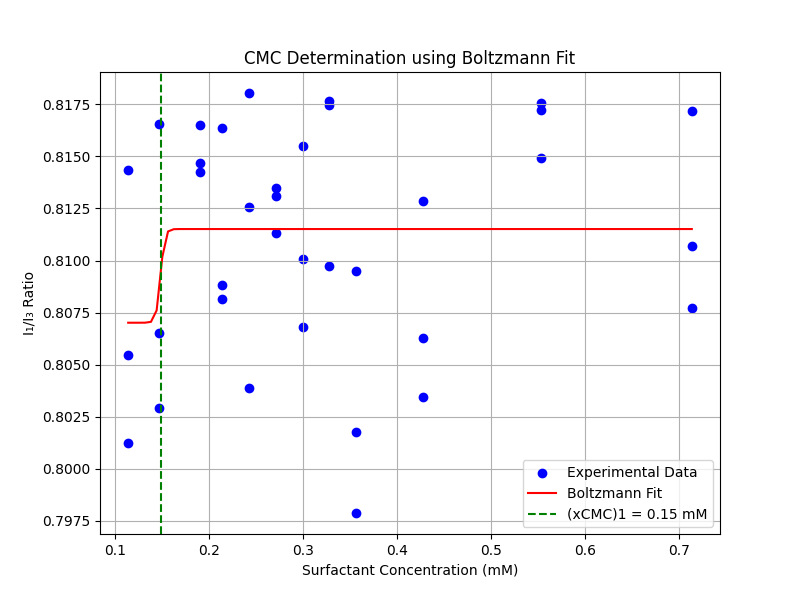 CMC Determination using Boltzmann Fit
I₁/I₃ Ratio
0.8175
0.8150
0.8125
0.8100
0.8075
0.8050
0.8025
0.8000
0.7975
Experimental Data
Boltzmann Fit
(xCMC)1 = 0.15 mM
0.1 0.2 0.3 0.4 0.5 0.6 0.7
Surfactant Concentration (mM)